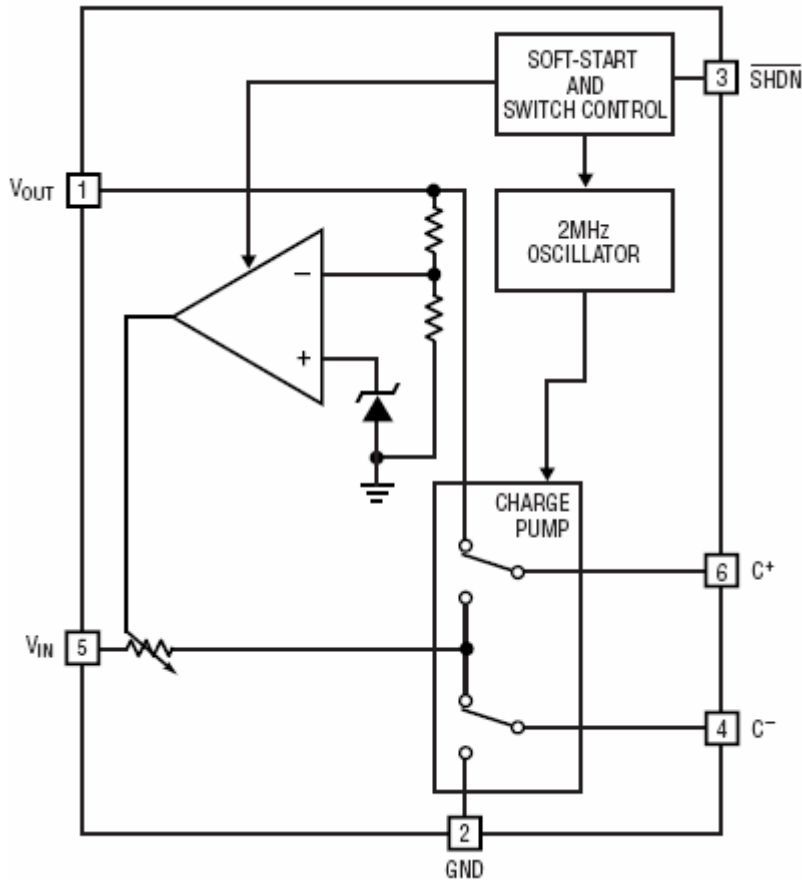 SOFT-START
AND
SWITCH CONTROL
3 SHDN
VOUT 1
2MHz
OSCILLATOR
−
+
CHARGE
PUMP
6 C+
VIN 5
4 C−
2
GND